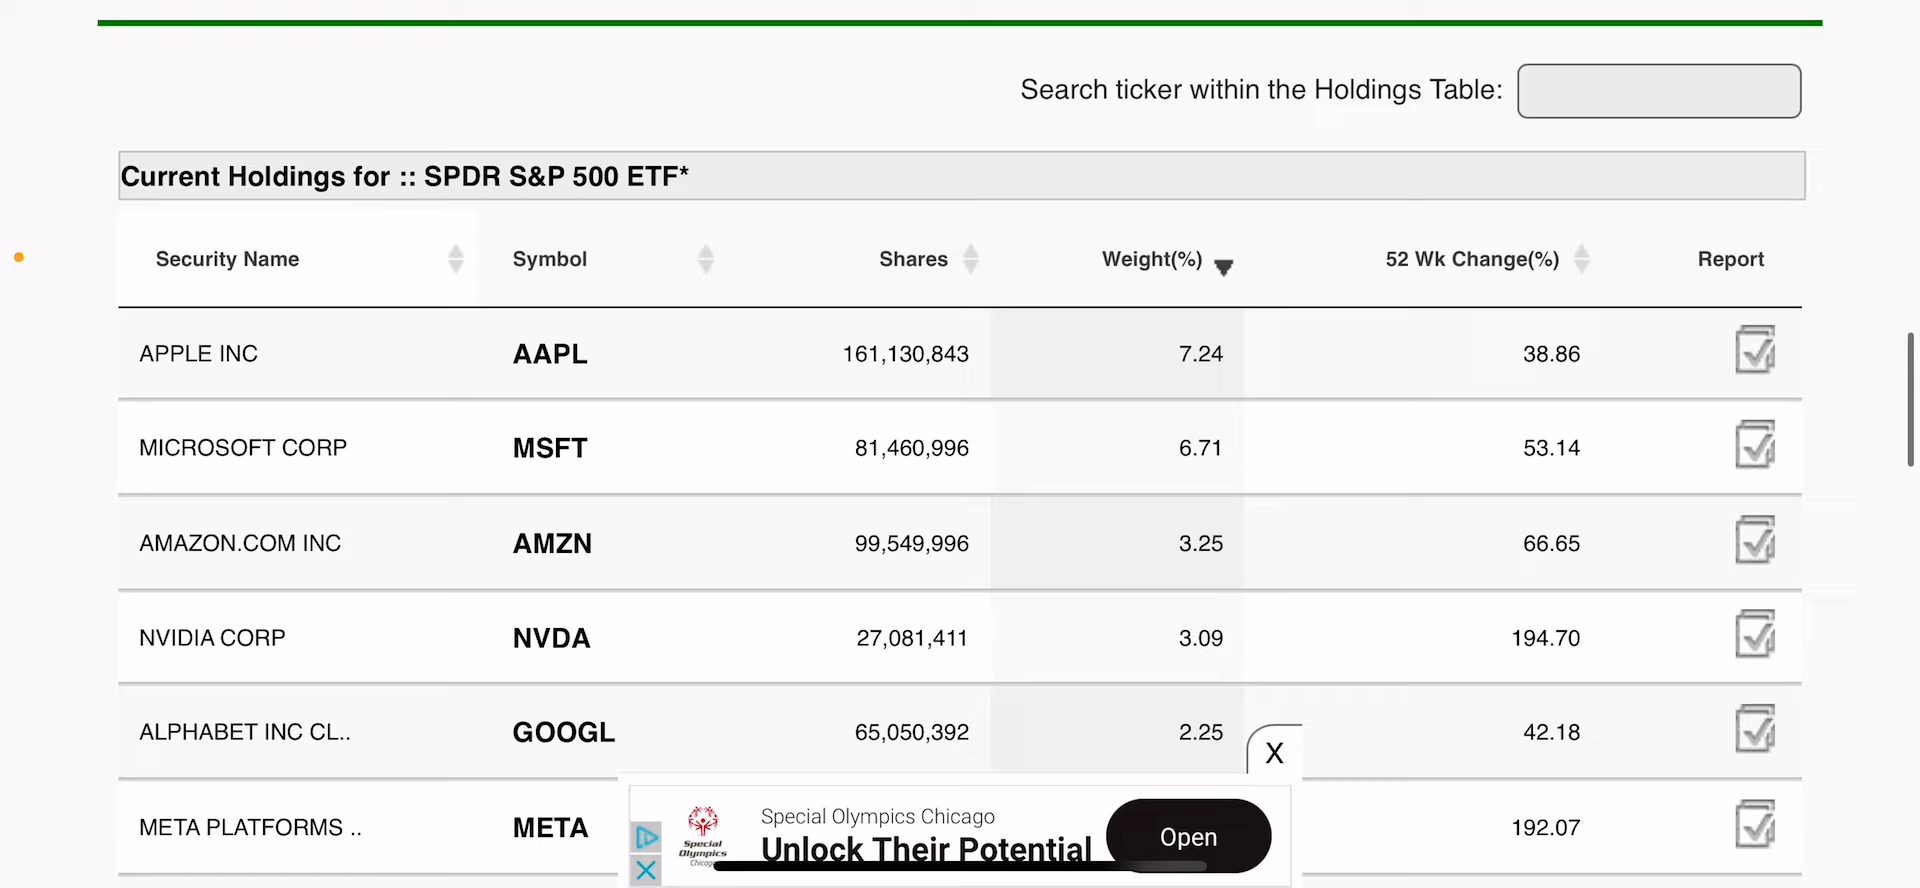 Search ticker within the Holdings Table:
Current Holdings for :: SPDR S&P 500 ETF*
Security Name Symbol Shares Weight(%) 52 Wk Change(%) Report
APPLE INC AAPL 161,130,843 7.24 38.86
MICROSOFT CORP MSFT 81,460,996 6.71 53.14
AMAZON.COM INC AMZN 99,549,996 3.25 66.65
NVIDIA CORP NVDA 27,081,411 3.09 194.70
ALPHABET INC CL.. GOOGL 65,050,392 2.25 42.18
X
META PLATFORMS .. META 192.07
Special Olympics Chicago
Unlock Their Potential
Open
Special
Olympics
Chicago